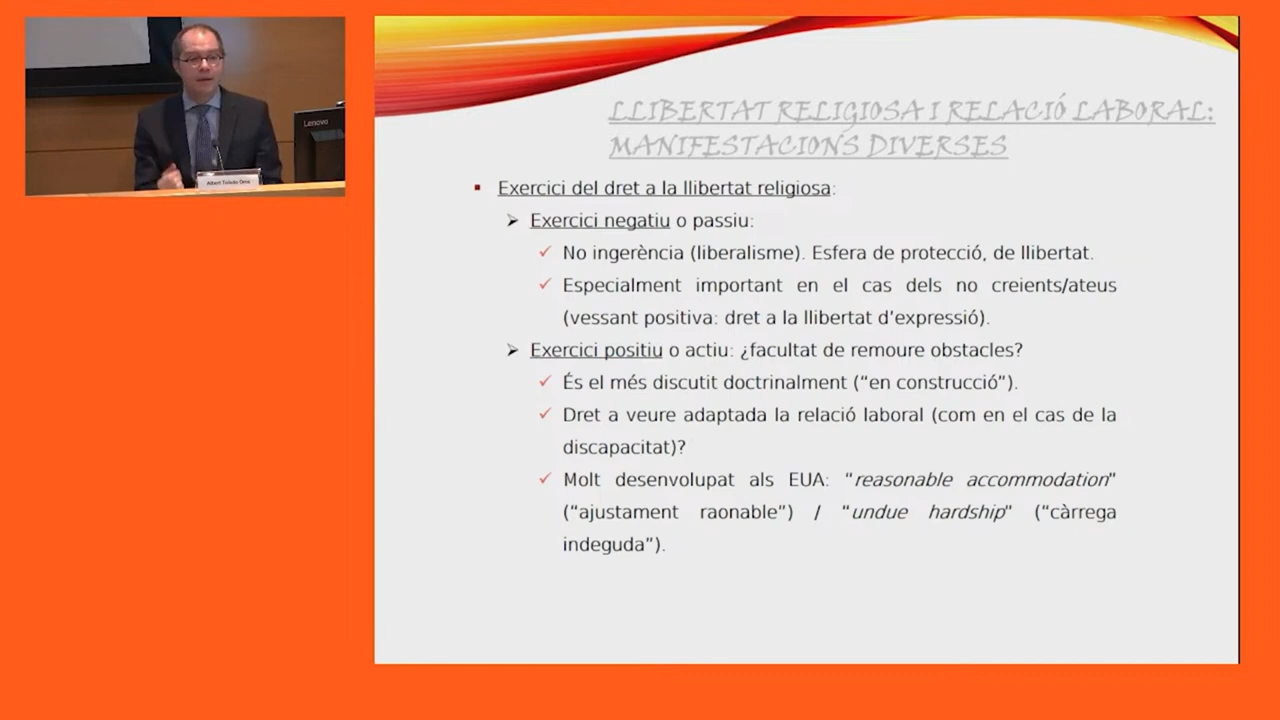 Lenovo
LLIBERTAT RELIGIOSA I RELACIÓ LABORAL:
MANIFESTACIONS DIVERSES
Exercici del dret a la llibertat religiosa:
Exercici negatiu o passiu:
No ingerència (liberalisme). Esfera de protecció, de llibertat.
Especialment important en el cas dels no creients/ateus
(vessant positiva: dret a la llibertat d’expressió).
Exercici positiu o actiu: ¿facultat de remoure obstacles?
És el més discutit doctrinalment (“en construcció”).
Dret a veure adaptada la relació laboral (com en el cas de la
discapacitat)?
Molt desenvolupat als EUA: “reasonable accommodation”
(“ajustament raonable”) / “undue hardship” (“càrrega
indeguda”).